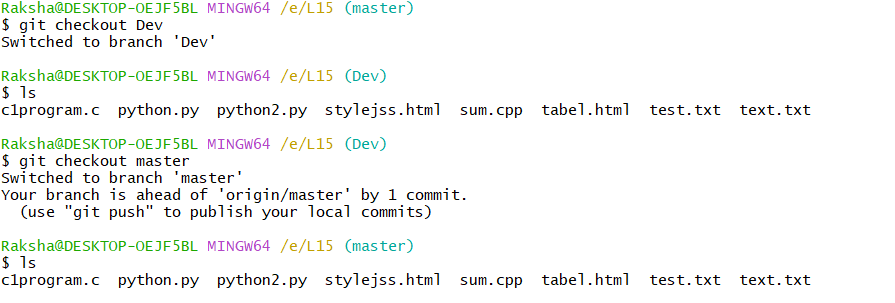 Raksha@DESKTOP-OEJF5BL MINGW64 /e/L15 (master)
$ git checkout Dev
Switched to branch 'Dev'
Raksha@DESKTOP-OEJF5BL MINGW64 /e/L15 (Dev)
$ ls
c1program.c  python.py  python2.py  stylejss.html  sum.cpp  tabel.html  test.txt  text.txt
Raksha@DESKTOP-OEJF5BL MINGW64 /e/L15 (Dev)
$ git checkout master
Switched to branch 'master'
Your branch is ahead of 'origin/master' by 1 commit.
  (use "git push" to publish your local commits)
Raksha@DESKTOP-OEJF5BL MINGW64 /e/L15 (master)
$ ls
c1program.c  python.py  python2.py  stylejss.html  sum.cpp  tabel.html  test.txt  text.txt